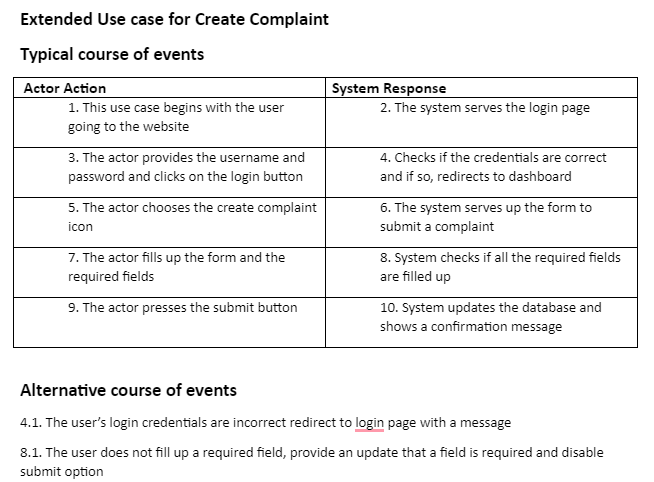 Extended Use case for Create Complaint
Typical course of events
Actor Action
System Response
1. This use case begins with the user
going to the website
2. The system serves the login page
3. The actor provides the username and
password and clicks on the login button
4. Checks if the credentials are correct
and if so, redirects to dashboard
5. The actor chooses the create complaint
icon
6. The system serves up the form to
submit a complaint
7. The actor fills up the form and the
required fields
8. System checks if all the required fields
are filled up
9. The actor presses the submit button
10. System updates the database and
shows a confirmation message
Alternative course of events
4.1. The user’s login credentials are incorrect redirect to login page with a message
8.1. The user does not fill up a required field, provide an update that a field is required and disable
submit option